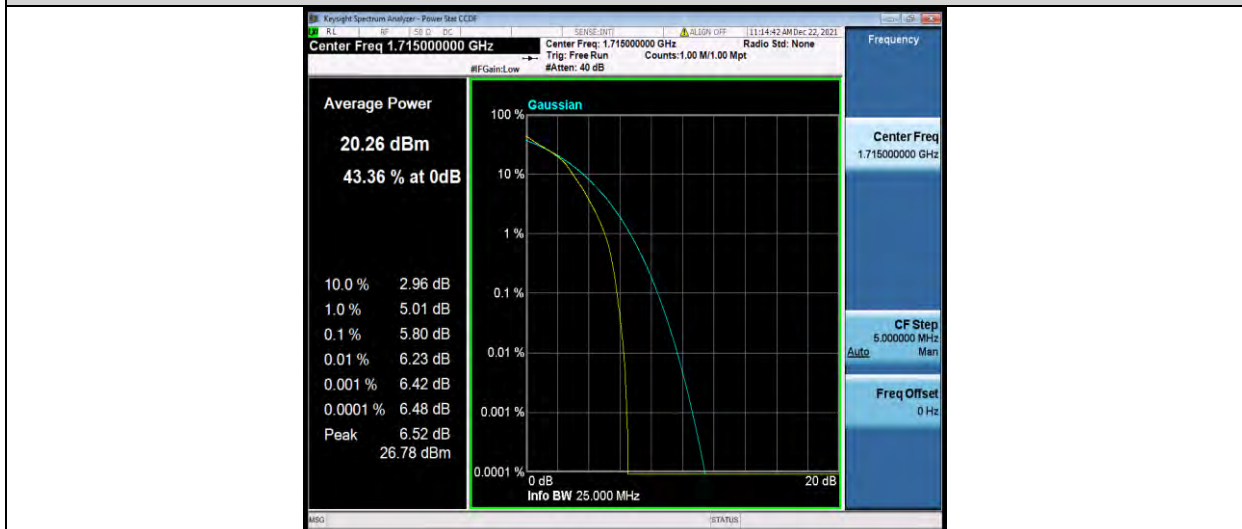 Keysight Spectrum Analyzer - Power Stat CCDF
RL RF 50 Ω DC SENSE:INT ALIGN OFF 11:14:42 AM Dec 22, 2021
Center Freq 1.715000000 GHz
Center Freq: 1.715000000 GHz Radio Std: None
Trig: Free Run Counts:1.00 M/1.00 Mpt
#IFGain:Low #Atten: 40 dB
Frequency
Average Power
20.26 dBm
43.36 % at 0dB
10.0 % 2.96 dB
1.0 % 5.01 dB
0.1 % 5.80 dB
0.01 % 6.23 dB
0.001 % 6.42 dB
0.0001 % 6.48 dB
Peak 6.52 dB
26.78 dBm
Gaussian
100 %
10 %
1 %
0.1 %
0.01 %
0.001 %
0.0001 %
0 dB 20 dB
Info BW 25.000 MHz
Center Freq
1.715000000 GHz
CF Step
5.000000 MHz
Auto Man
Freq Offset
0 Hz
MSG STATUS